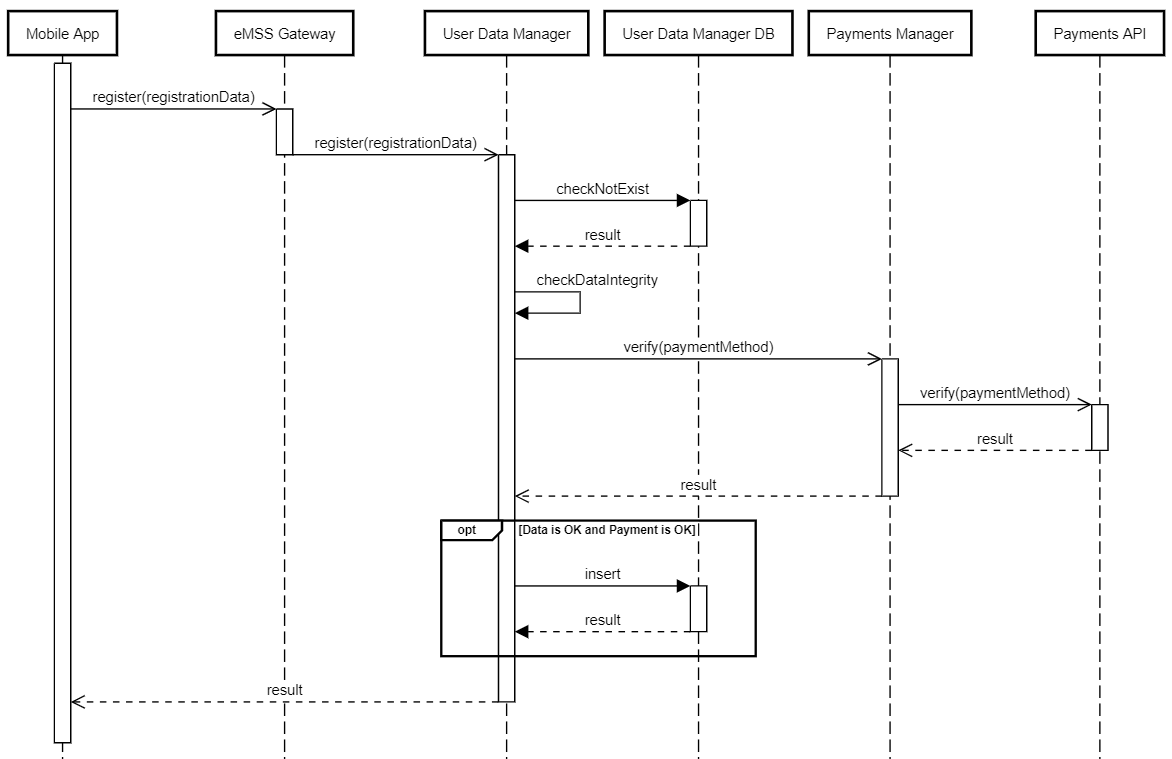 Mobile App
eMSS Gateway
User Data Manager
User Data Manager DB
Payments Manager
Payments API
register(registrationData)
register(registrationData)
checkNotExist
result
checkDataIntegrity
verify(paymentMethod)
verify(paymentMethod)
result
result
opt
[Data is OK and Payment is OK]
insert
result
result